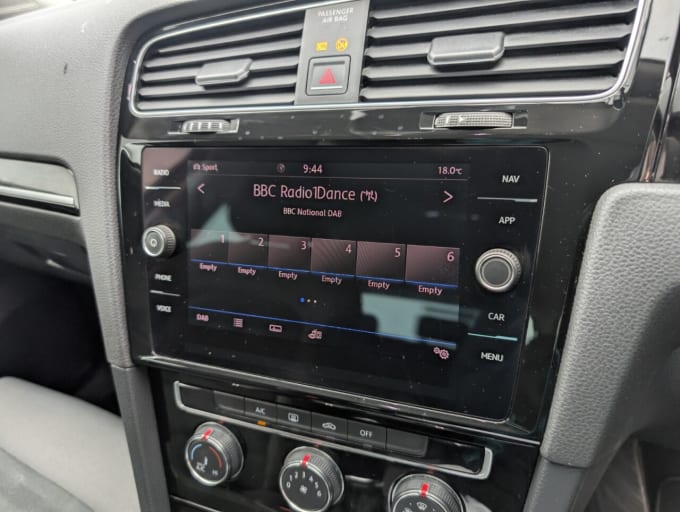 PASSENGER
AIR BAG
RADIO
MEDIA
PHONE
VOICE
Sport.
9:44
18.0°C
BBC Radio1Dance
BBC National DAB
1 2 3 4 5 6
Empty Empty Empty Empty Empty Empty
DAB
NAV
APP
CAR
MENU
A/C
OFF